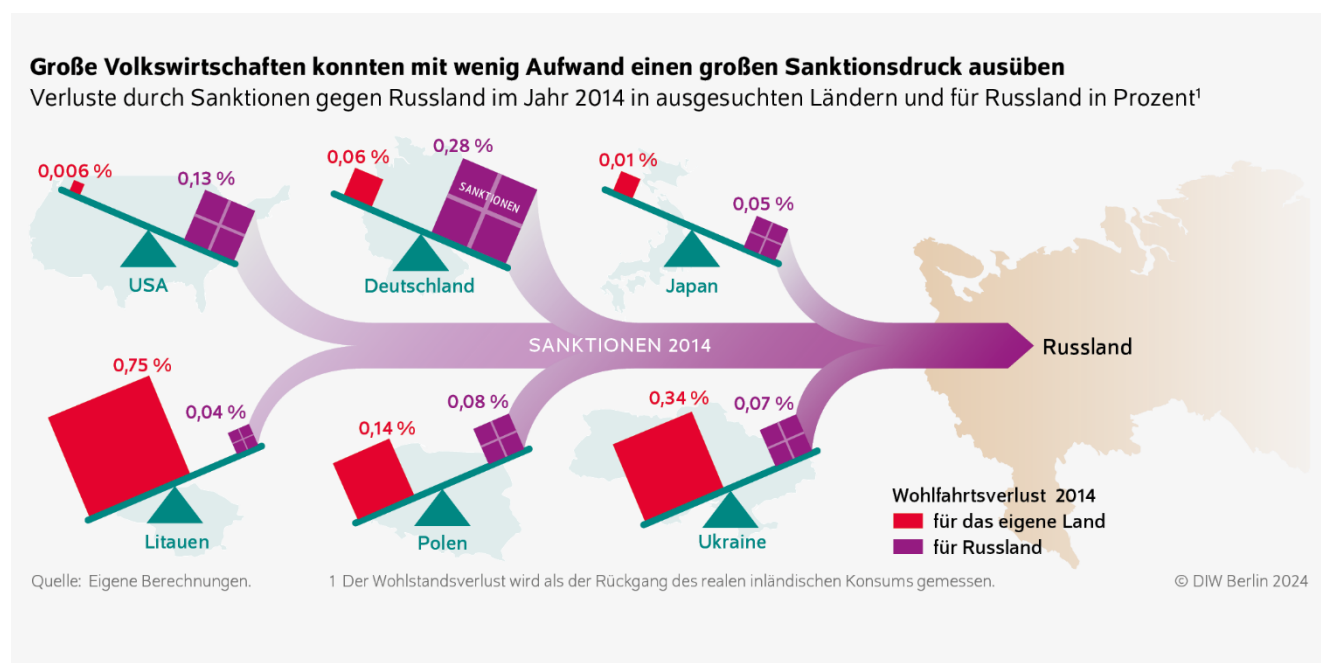 Große Volkswirtschaften konnten mit wenig Aufwand einen großen Sanktionsdruck ausüben
Verluste durch Sanktionen gegen Russland im Jahr 2014 in ausgesuchten Ländern und für Russland in Prozent¹
0,006 %
0,13 %
USA
0,06 %
0,28 %
SANKTIONEN
Deutschland
0,01 %
0,05 %
Japan
SANKTIONEN 2014
Russland
0,75 %
0,04 %
Litauen
0,14 %
0,08 %
Polen
0,34 %
0,07 %
Ukraine
Wohlfahrtsverlust 2014
für das eigene Land
für Russland
Quelle: Eigene Berechnungen.
1 Der Wohlstandsverlust wird als der Rückgang des realen inländischen Konsums gemessen.
© DIW Berlin 2024